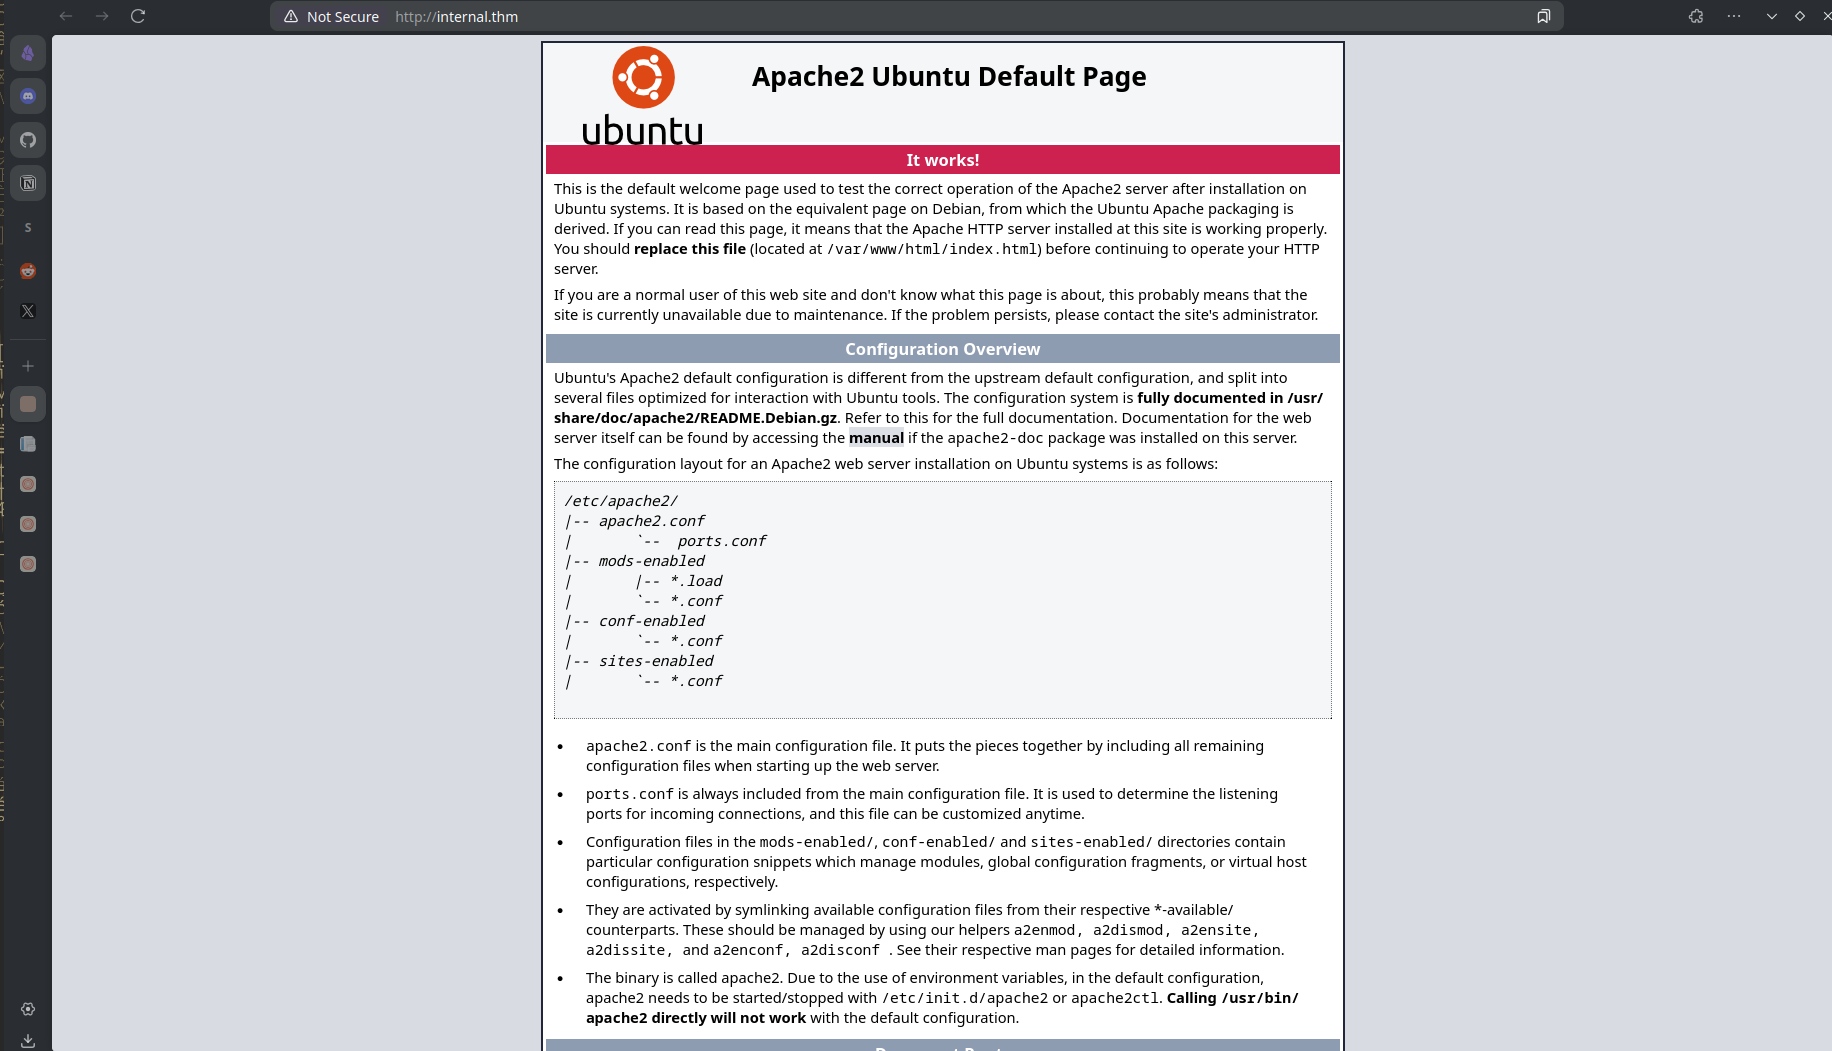 Not Secure http://internal.thm
ubuntu
Apache2 Ubuntu Default Page
It works!
This is the default welcome page used to test the correct operation of the Apache2 server after installation on
Ubuntu systems. It is based on the equivalent page on Debian, from which the Ubuntu Apache packaging is
derived. If you can read this page, it means that the Apache HTTP server installed at this site is working properly.
You should replace this file (located at /var/www/html/index.html) before continuing to operate your HTTP
server.
If you are a normal user of this web site and don't know what this page is about, this probably means that the
site is currently unavailable due to maintenance. If the problem persists, please contact the site's administrator.
Configuration Overview
Ubuntu's Apache2 default configuration is different from the upstream default configuration, and split into
several files optimized for interaction with Ubuntu tools. The configuration system is fully documented in /usr/
share/doc/apache2/README.Debian.gz. Refer to this for the full documentation. Documentation for the web
server itself can be found by accessing the manual if the apache2-doc package was installed on this server.
The configuration layout for an Apache2 web server installation on Ubuntu systems is as follows:
/etc/apache2/
|-- apache2.conf
|       `--  ports.conf
|-- mods-enabled
|       |-- *.load
|       `-- *.conf
|-- conf-enabled
|       `-- *.conf
|-- sites-enabled
|       `-- *.conf
• apache2.conf is the main configuration file. It puts the pieces together by including all remaining
configuration files when starting up the web server.
• ports.conf is always included from the main configuration file. It is used to determine the listening
ports for incoming connections, and this file can be customized anytime.
• Configuration files in the mods-enabled/, conf-enabled/ and sites-enabled/ directories contain
particular configuration snippets which manage modules, global configuration fragments, or virtual host
configurations, respectively.
• They are activated by symlinking available configuration files from their respective *-available/
counterparts. These should be managed by using our helpers a2enmod, a2dismod, a2ensite,
a2dissite, and a2enconf, a2disconf . See their respective man pages for detailed information.
• The binary is called apache2. Due to the use of environment variables, in the default configuration,
apache2 needs to be started/stopped with /etc/init.d/apache2 or apache2ctl. Calling /usr/bin/
apache2 directly will not work with the default configuration.
S